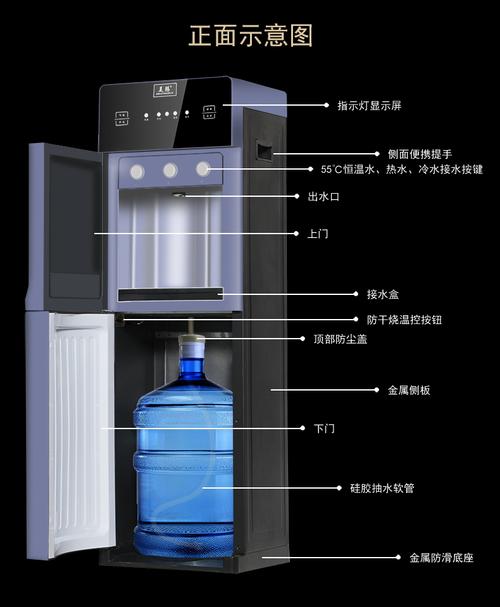 正面示意图
指示灯显示屏
侧面便携提手
55℃恒温水、热水、冷水接水按键
出水口
上门
接水盒
防干烧温控按钮
顶部防尘盖
金属侧板
下门
硅胶抽水软管
金属防滑底座